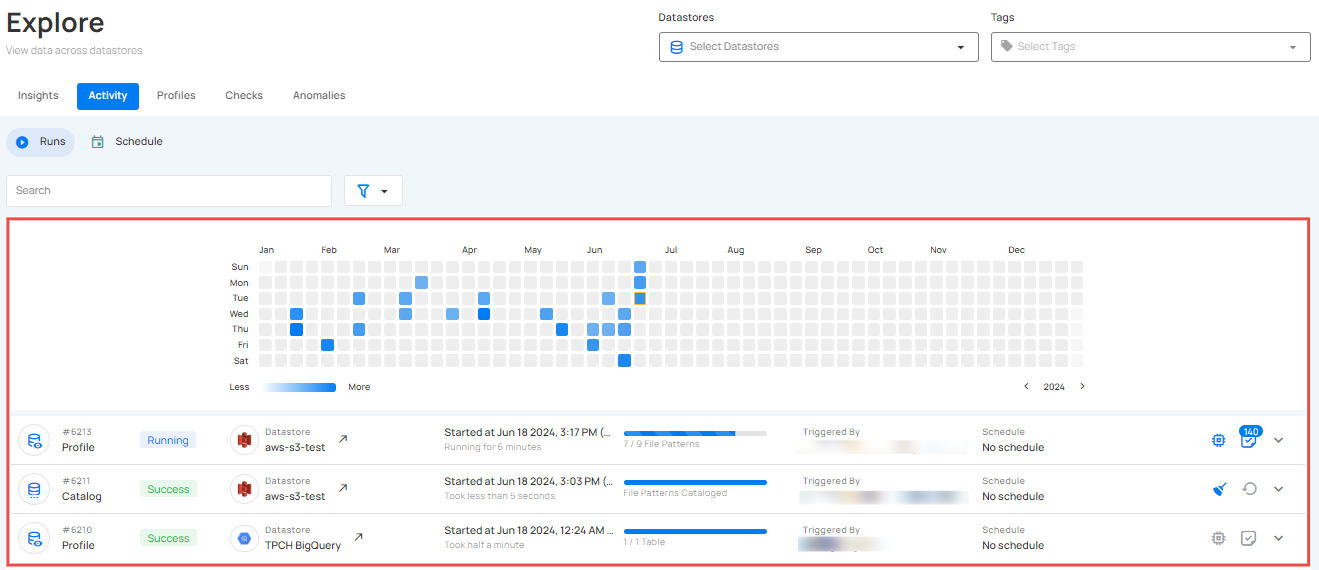 Explore
View data across datastores
Datastores
Select Datastores
Tags
Select Tags
Insights Activity Profiles Checks Anomalies
Runs Schedule
Search
Jan Feb Mar Apr May Jun Jul Aug Sep Oct Nov Dec
Sun
Mon
Tue
Wed
Thu
Fri
Sat
Less More 2024
#6213 Datastore Started at Jun 18 2024, 3:17 PM (... Triggered By Schedule 140
Profile Running aws-s3-test Running for 6 minutes 7 / 9 File Patterns No schedule
#6211 Datastore Started at Jun 18 2024, 3:03 PM (... Triggered By Schedule
Catalog Success aws-s3-test Took less than 5 seconds File Patterns Cataloged No schedule
#6210 Datastore Started at Jun 18 2024, 12:24 AM ... Triggered By Schedule
Profile Success TPCH BigQuery Took half a minute 1 / 1 Table No schedule